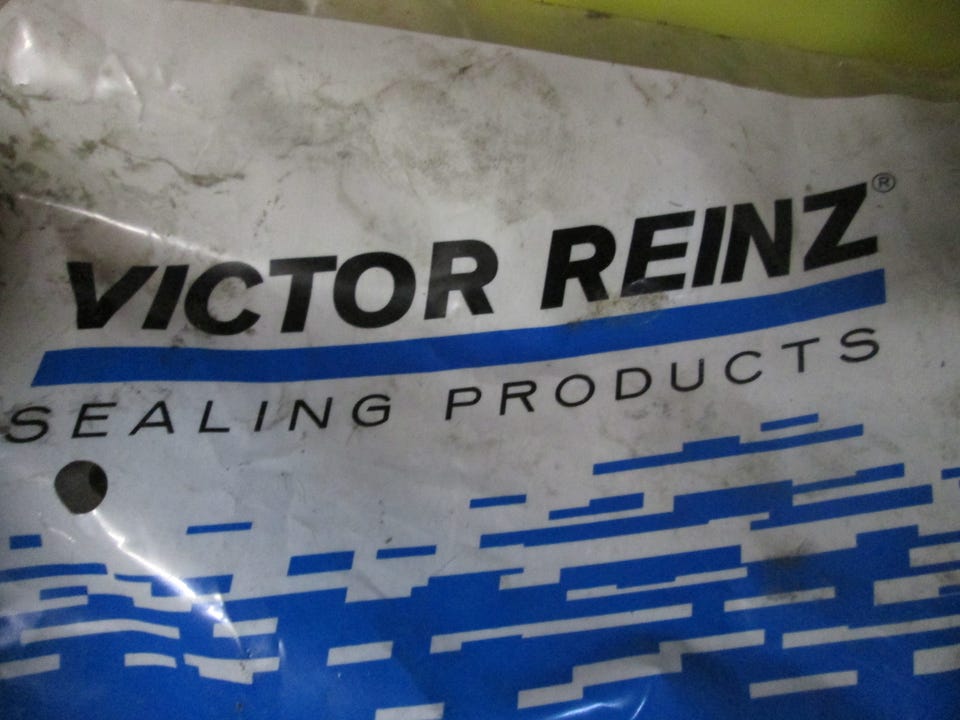 VICTOR REINZ®
SEALING PRODUCTS